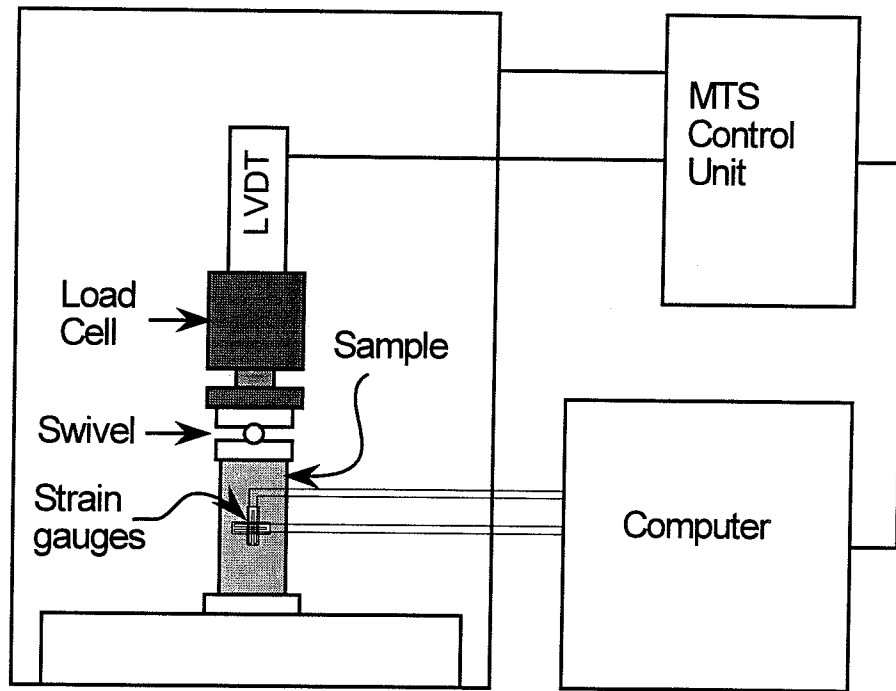 MTS
Control
Unit
LVDT
Load
Cell
Sample
Swivel
Strain
gauges
Computer